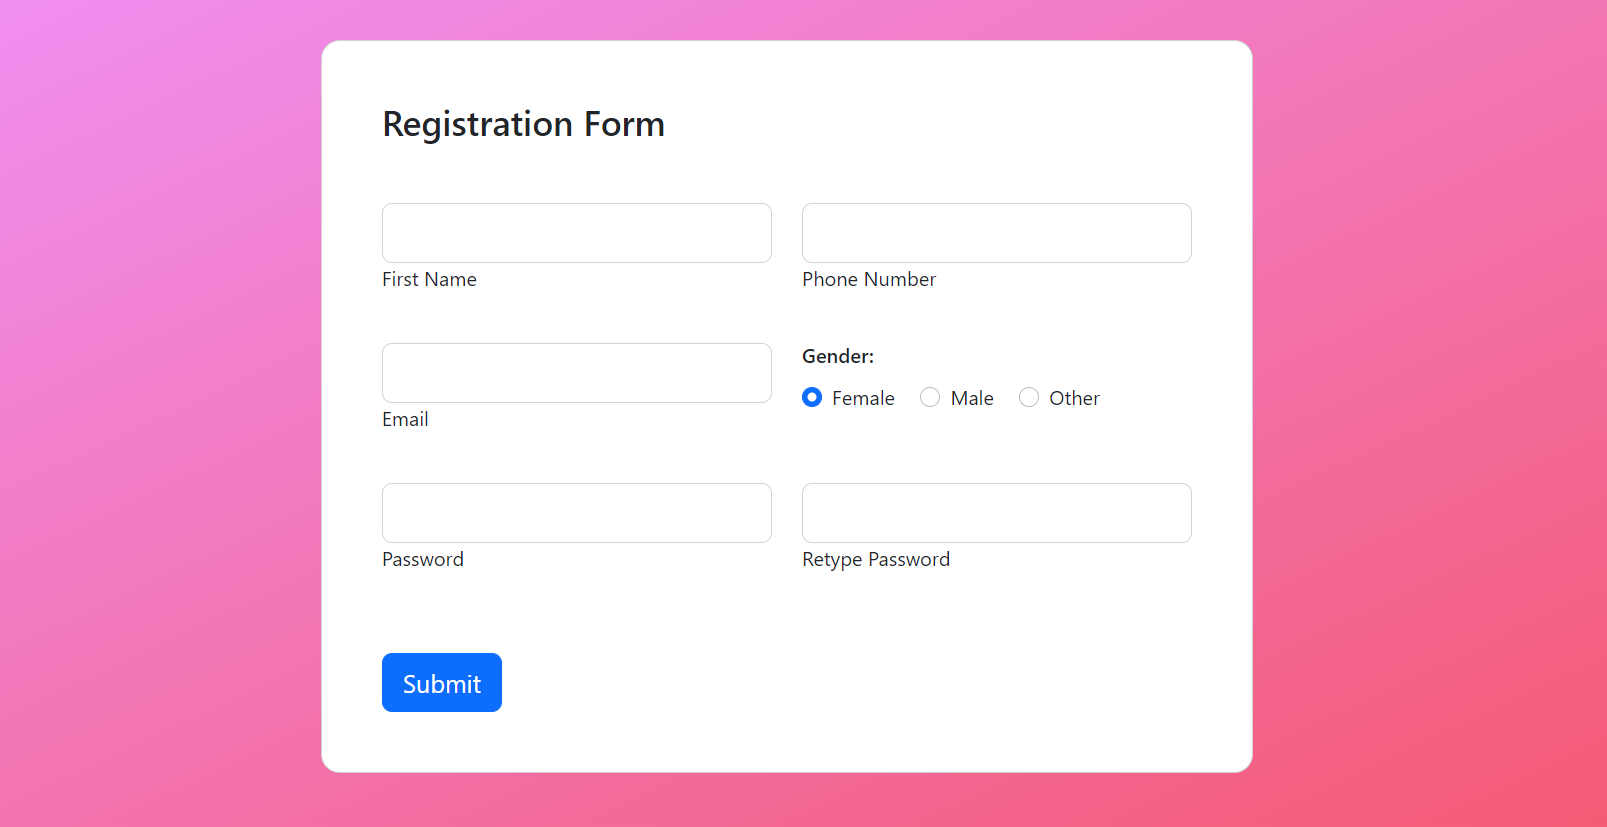 Registration Form
First Name
Phone Number
Email
Gender:
Female Male Other
Password
Retype Password
Submit